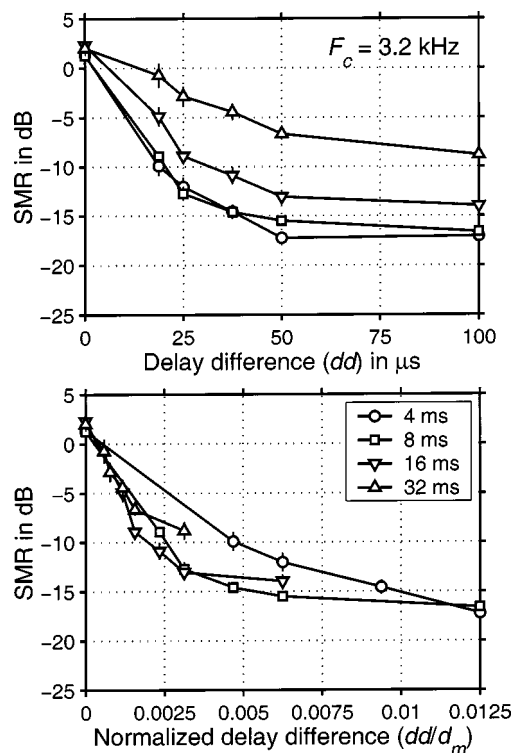 5
0
−5
−10
−15
−20
−25
SMR in dB
F_c = 3.2 kHz
0 25 50 75 100
Delay difference (dd) in μs
5
0
−5
−10
−15
−20
−25
SMR in dB
4 ms
8 ms
16 ms
32 ms
0 0.0025 0.005 0.0075 0.01 0.0125
Normalized delay difference (dd/d_m)